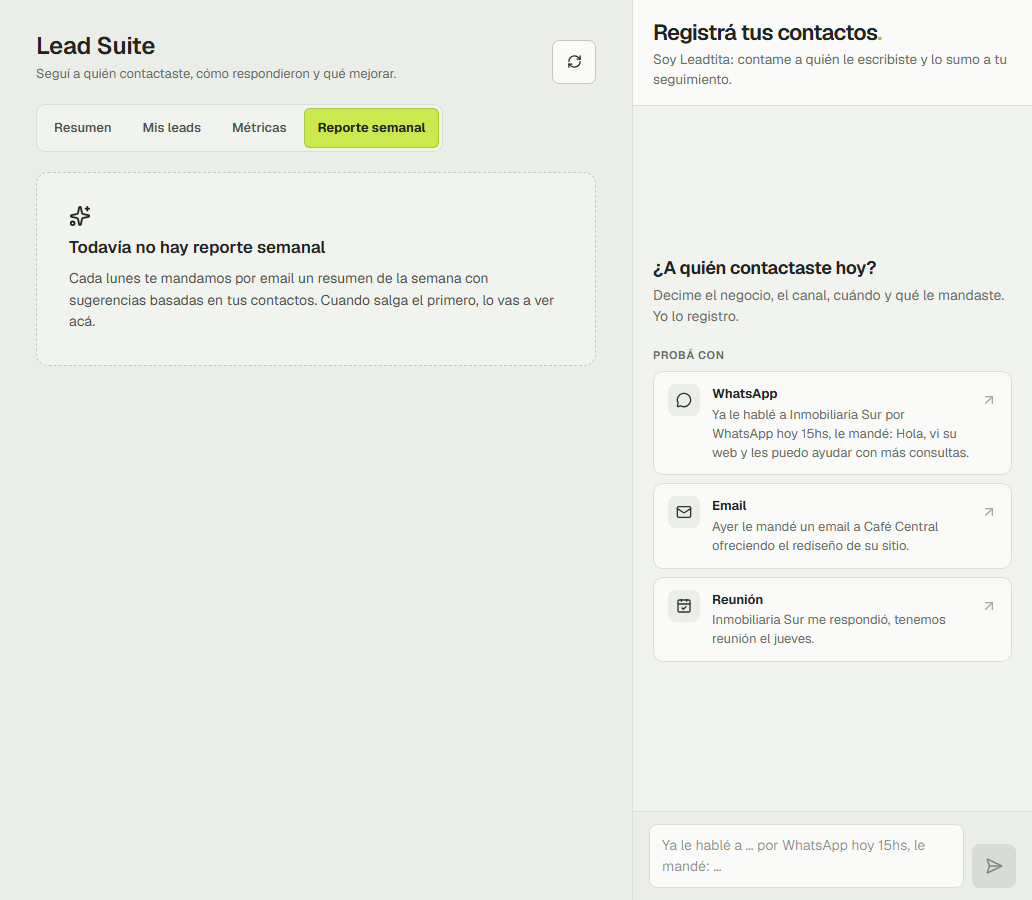 Lead Suite
Seguí a quién contactaste, cómo respondieron y qué mejorar.
Resumen
Mis leads
Métricas
Reporte semanal
Todavía no hay reporte semanal
Cada lunes te mandamos por email un resumen de la semana con
sugerencias basadas en tus contactos. Cuando salga el primero, lo vas a ver
acá.
Registrá tus contactos.
Soy Leadtita: contame a quién le escribiste y lo sumo a tu
seguimiento.
¿A quién contactaste hoy?
Decime el negocio, el canal, cuándo y qué le mandaste.
Yo lo registro.
PROBÁ CON
WhatsApp
Ya le hablé a Inmobiliaria Sur por
WhatsApp hoy 15hs, le mandé: Hola, vi su
web y les puedo ayudar con más consultas.
Email
Ayer le mandé un email a Café Central
ofreciendo el rediseño de su sitio.
Reunión
Inmobiliaria Sur me respondió, tenemos
reunión el jueves.
Ya le hablé a … por WhatsApp hoy 15hs, le
mandé: …